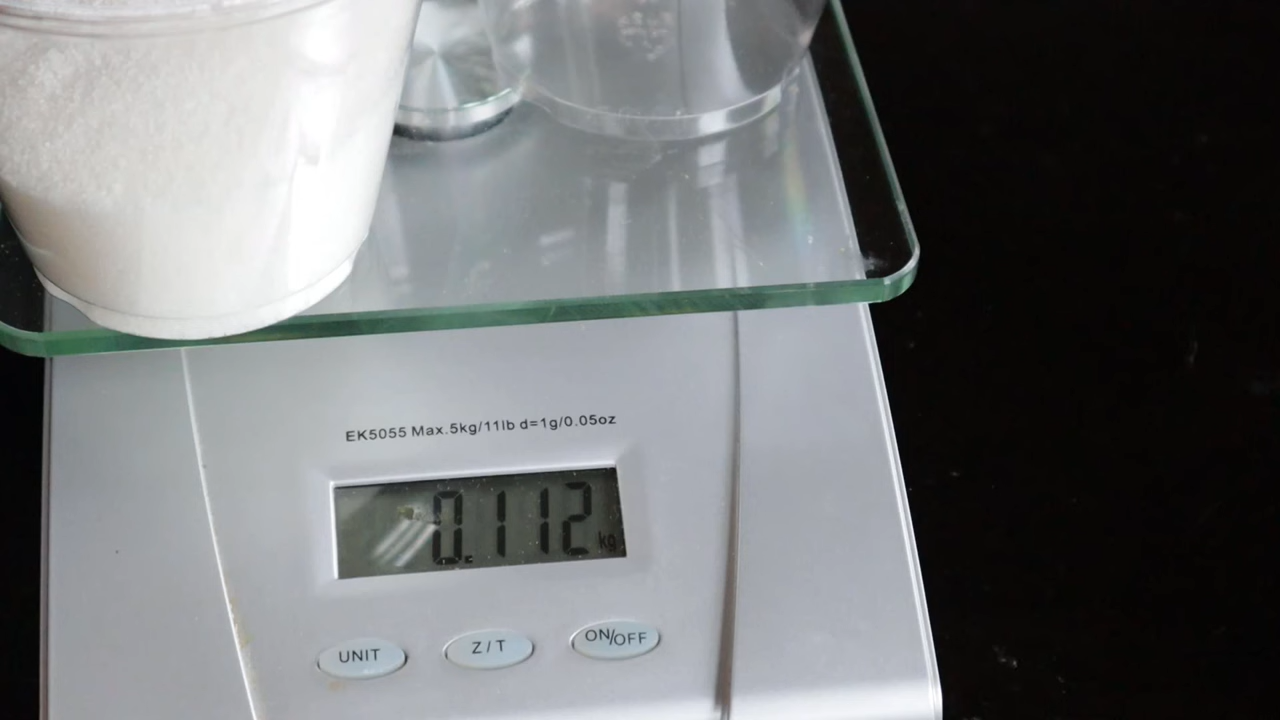 EK5055 Max.5kg/11lb d=1g/0.05oz
0.112 kg
UNIT Z/T ON/OFF